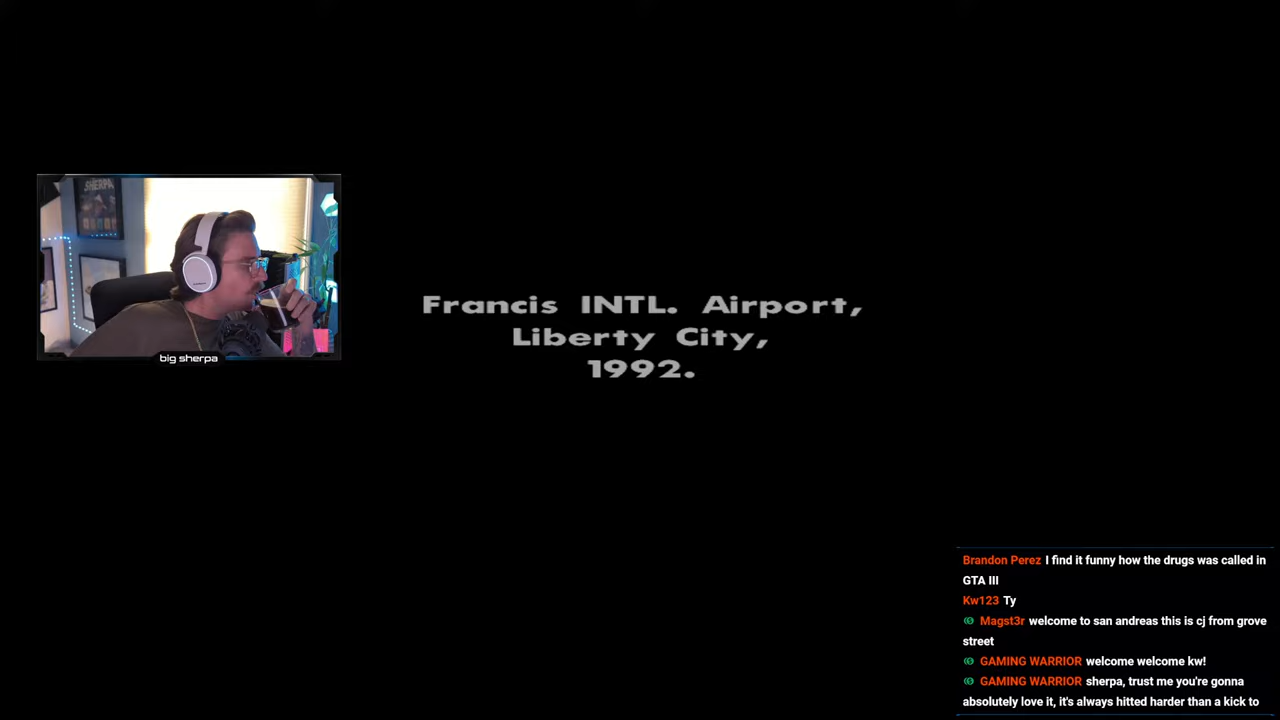 SHERPA
Francis INTL. Airport,
Liberty City,
1992.
big sherpa
Brandon Perez I find it funny how the drugs was called in
GTA III
Kw123 Ty
Magst3r welcome to san andreas this is cj from grove
street
GAMING WARRIOR welcome welcome kw!
GAMING WARRIOR sherpa, trust me you're gonna
absolutely love it, it's always hitted harder than a kick to